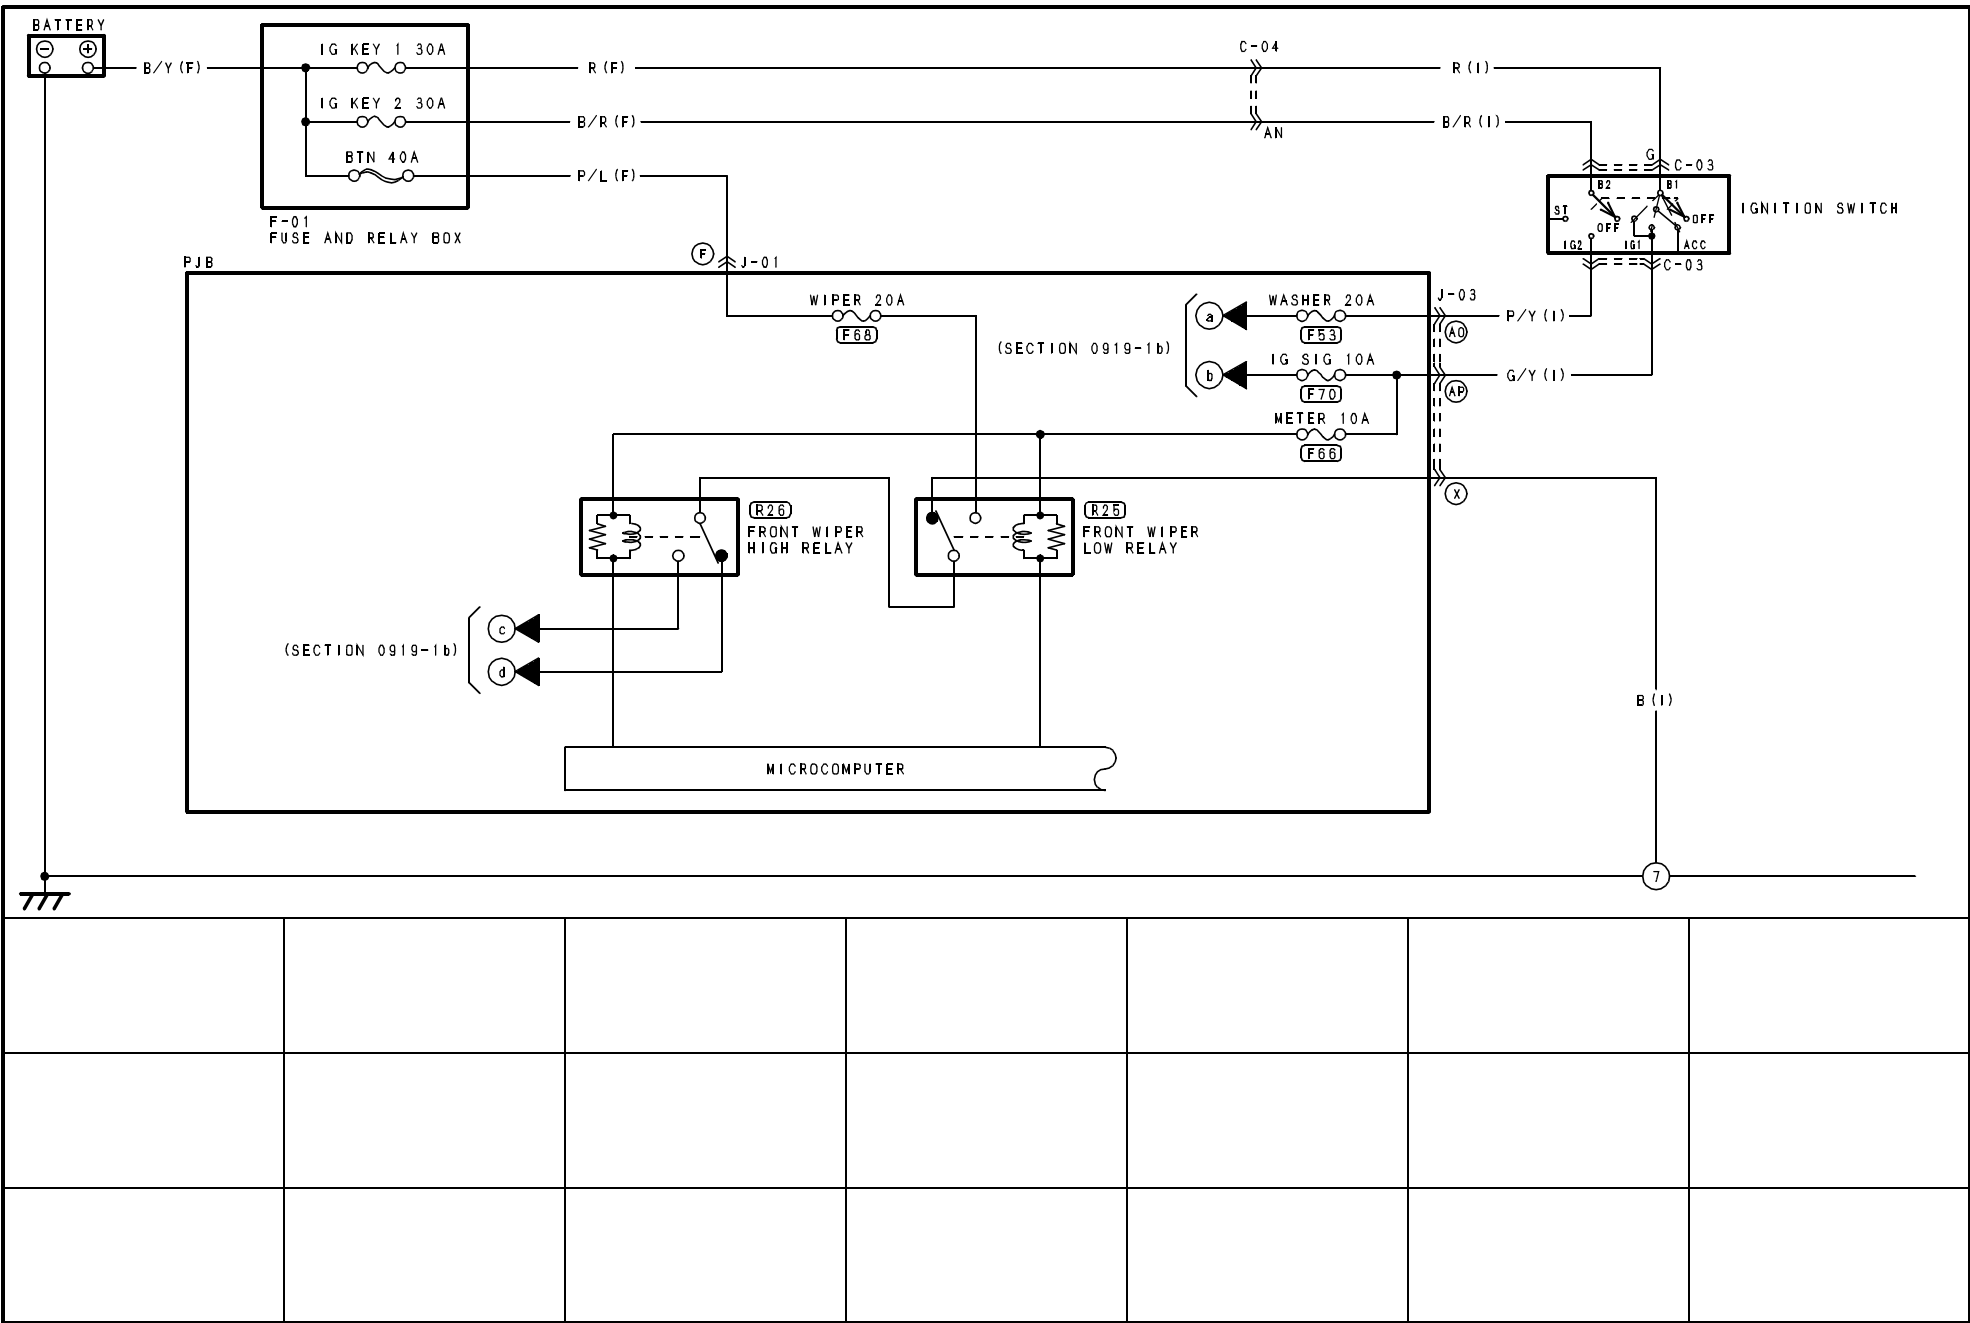 BATTERY
− +
B/Y (F)
IG KEY 1 30A
R (F)
C-04
R (I)
IG KEY 2 30A
B/R (F)
AN
B/R (I)
BTN 40A
P/L (F)
G
C-03
B2 B1
ST
OFF
OFF
IG2 IG1 ACC
IGNITION SWITCH
C-03
F-01
FUSE AND RELAY BOX
F
J-01
PJB
WIPER 20A
F68
a
WASHER 20A
F53
J-03
AO
P/Y (I)
(SECTION 0919-1b)
b
IG SIG 10A
F70
AP
G/Y (I)
METER 10A
F66
X
R26
FRONT WIPER
HIGH RELAY
R25
FRONT WIPER
LOW RELAY
c
(SECTION 0919-1b)
d
B (I)
MICROCOMPUTER
7